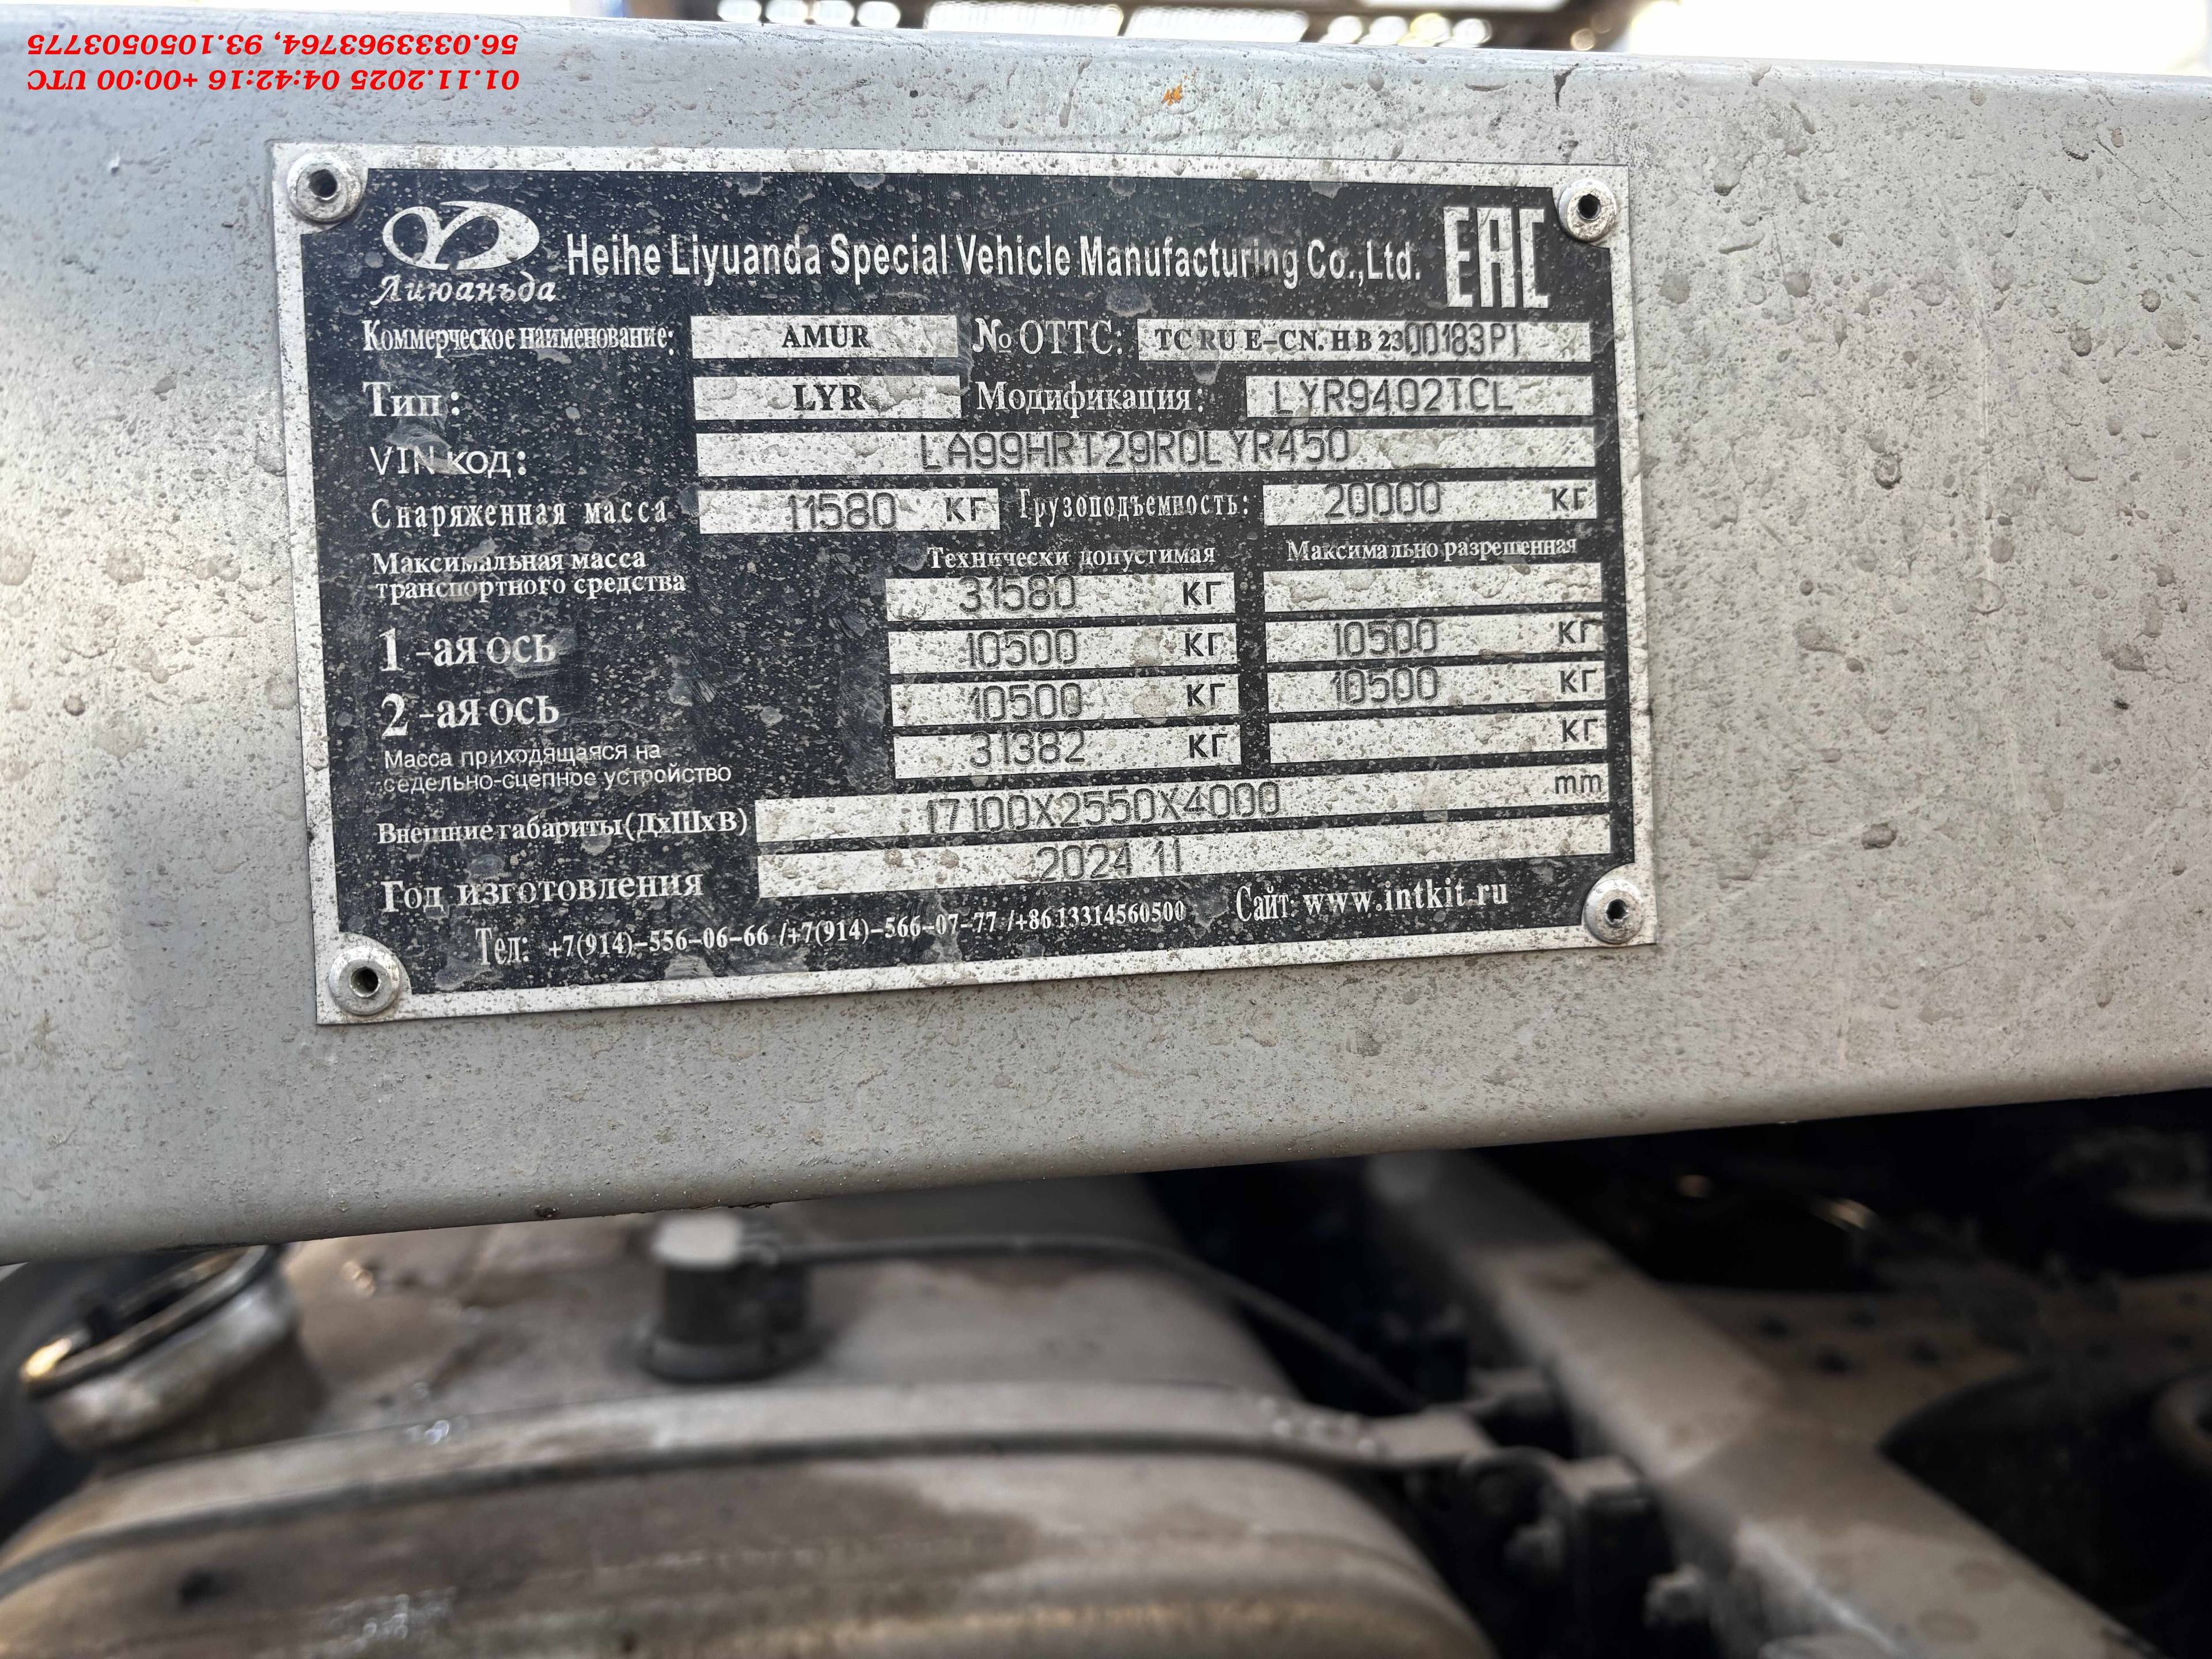 56.0333963764, 93.1050503775
01.11.2025 04:42:16 +00:00 UTC
Лиюаньда
Heihe Liyuanda Special Vehicle Manufacturing Co.,Ltd. EAC
Коммерческое наименование: AMUR № ОТТС: TC RU E-CN.HB2300183P1
Тип: LYR Модификация: LYR9402TCL
VIN код: LA99HRT29R0LYR450
Снаряженная масса 11580 КГ Грузоподъемность: 20000 КГ
Технически допустимая Максимально разрешенная
Максимальная масса
транспортного средства 31580 КГ
1-ая ось 10500 КГ 10500 КГ
2-ая ось 10500 КГ 10500 КГ
Масса приходящаяся на
седельно-сцепное устройство 31382 КГ КГ
Внешние габариты(ДхШхВ) 17100X2550X4000 mm
Год изготовления 2024 11
Тел: +7(914)-556-06-66 /+7(914)-566-07-77 /+86 13314560500 Сайт: www.intkit.ru